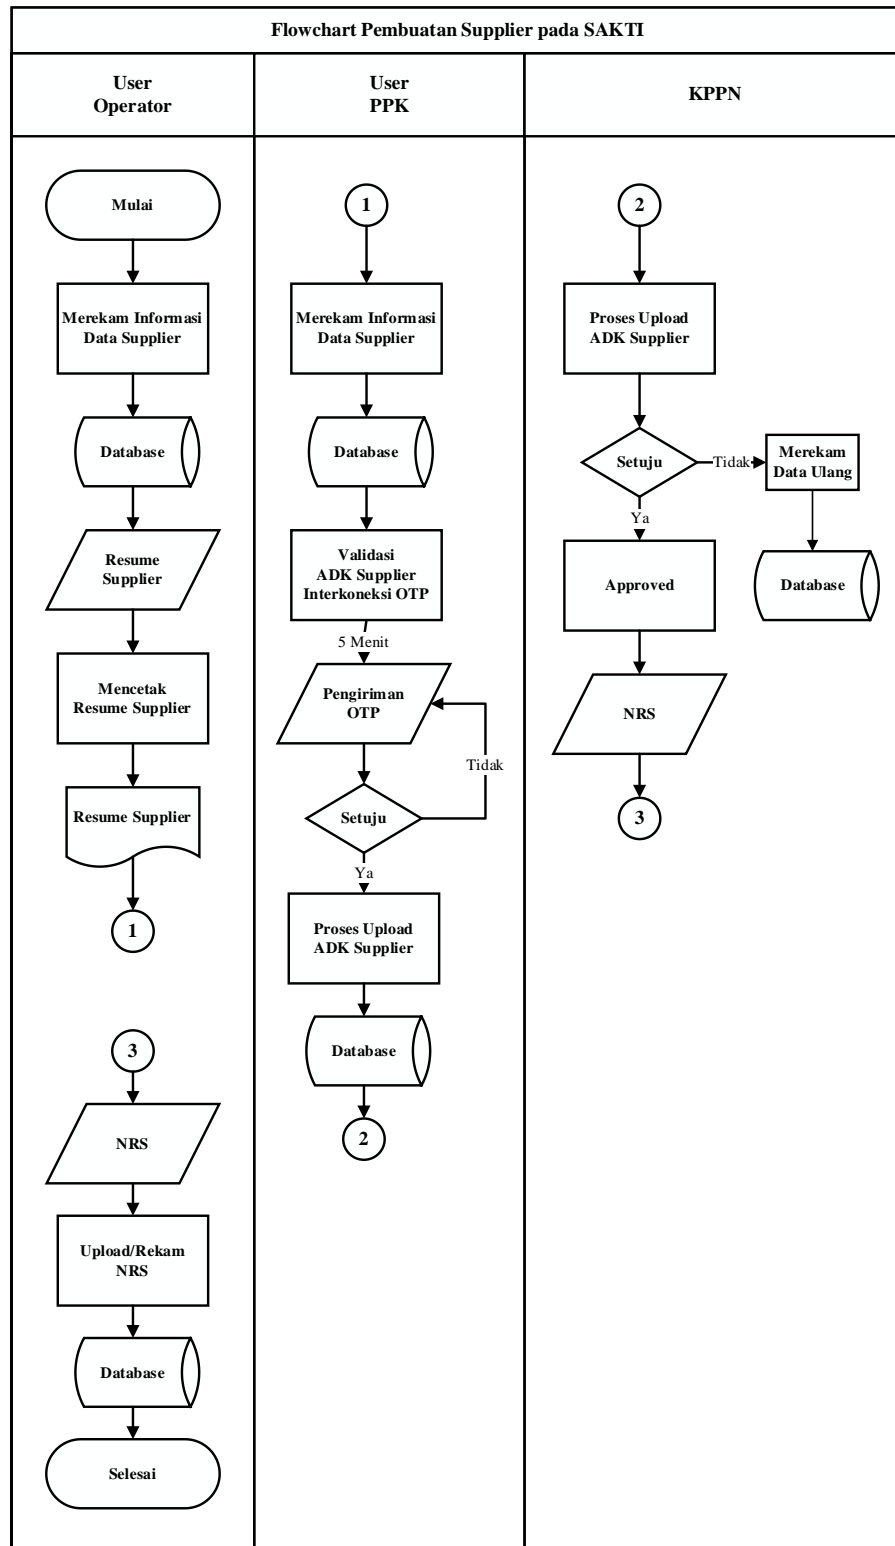 Flowchart Pembuatan Supplier pada SAKTI
User
Operator
User
PPK
KPPN
Mulai
Merekam Informasi
Data Supplier
Database
Resume
Supplier
Mencetak
Resume Supplier
Resume Supplier
1
3
NRS
Upload/Rekam
NRS
Database
Selesai
1
Merekam Informasi
Data Supplier
Database
Validasi
ADK Supplier
Interkoneksi OTP
5 Menit
Pengiriman
OTP
Tidak
Setuju
Ya
Proses Upload
ADK Supplier
Database
2
2
Proses Upload
ADK Supplier
Setuju
Tidak
Merekam
Data Ulang
Database
Ya
Approved
NRS
3